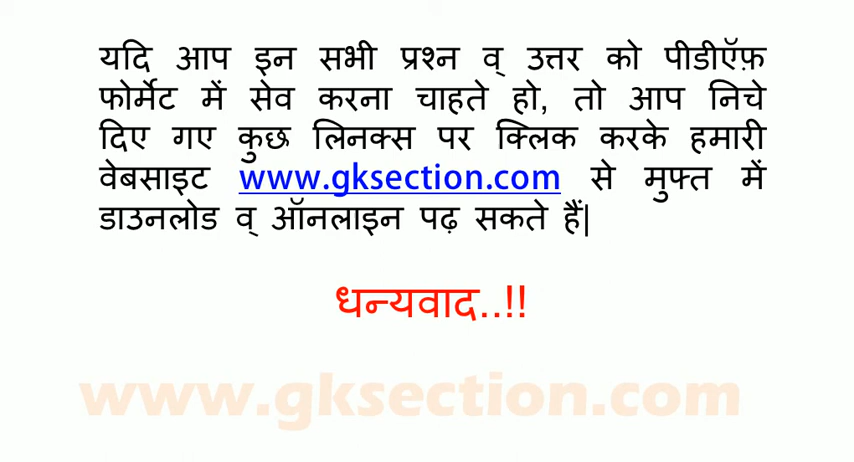 यदि आप इन सभी प्रश्न व् उत्तर को पीडीऍफ़
फोर्मेट में सेव करना चाहते हो, तो आप निचे
दिए गए कुछ लिनक्स पर क्लिक करके हमारी
वेबसाइट www.gksection.com से मुफ्त में
डाउनलोड व् ऑनलाइन पढ़ सकते हैं|
धन्यवाद..!!
www.gksection.com